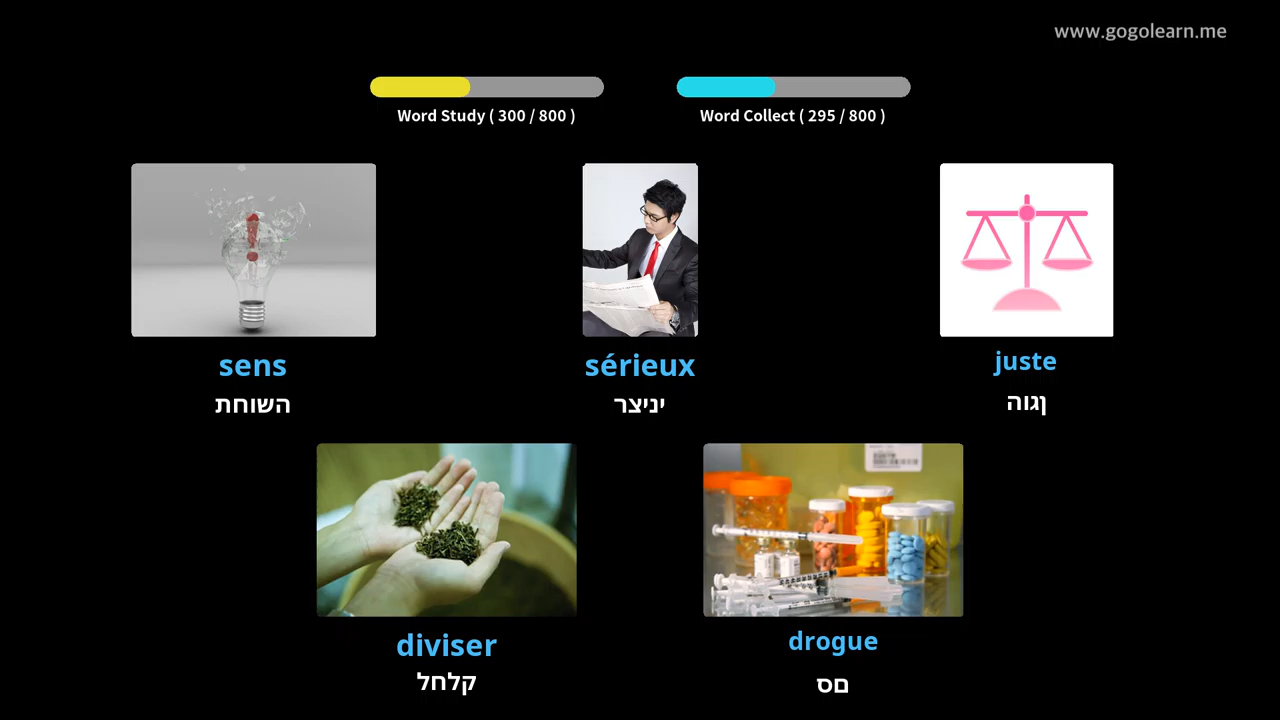 www.gogolearn.me
Word Study ( 300 / 800 )
Word Collect ( 295 / 800 )
sens
השוחת
sérieux
יניצר
juste
ןגוה
diviser
קלחל
drogue
םס